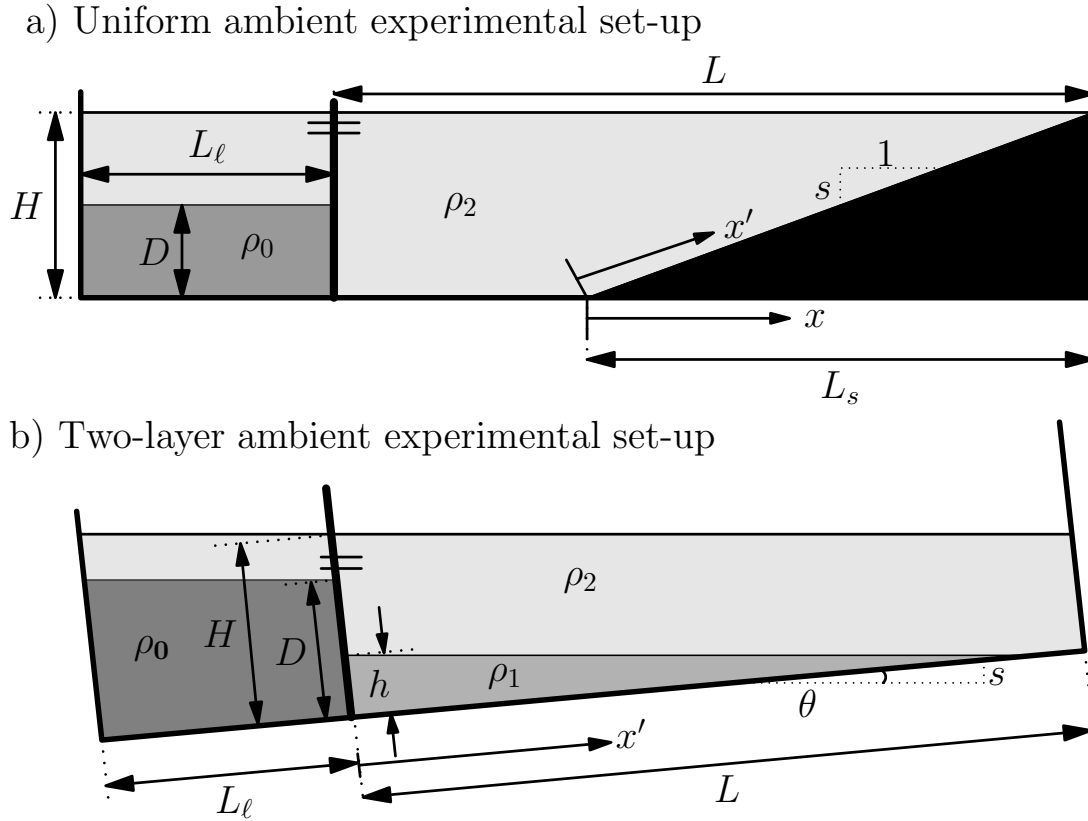 a) Uniform ambient experimental set-up
L
L_ℓ
1
H
s
ρ_2
x′
D
ρ_0
x
L_s
b) Two-layer ambient experimental set-up
ρ_2
H
ρ_0
D
h
ρ_1
s
θ
x′
L_ℓ
L